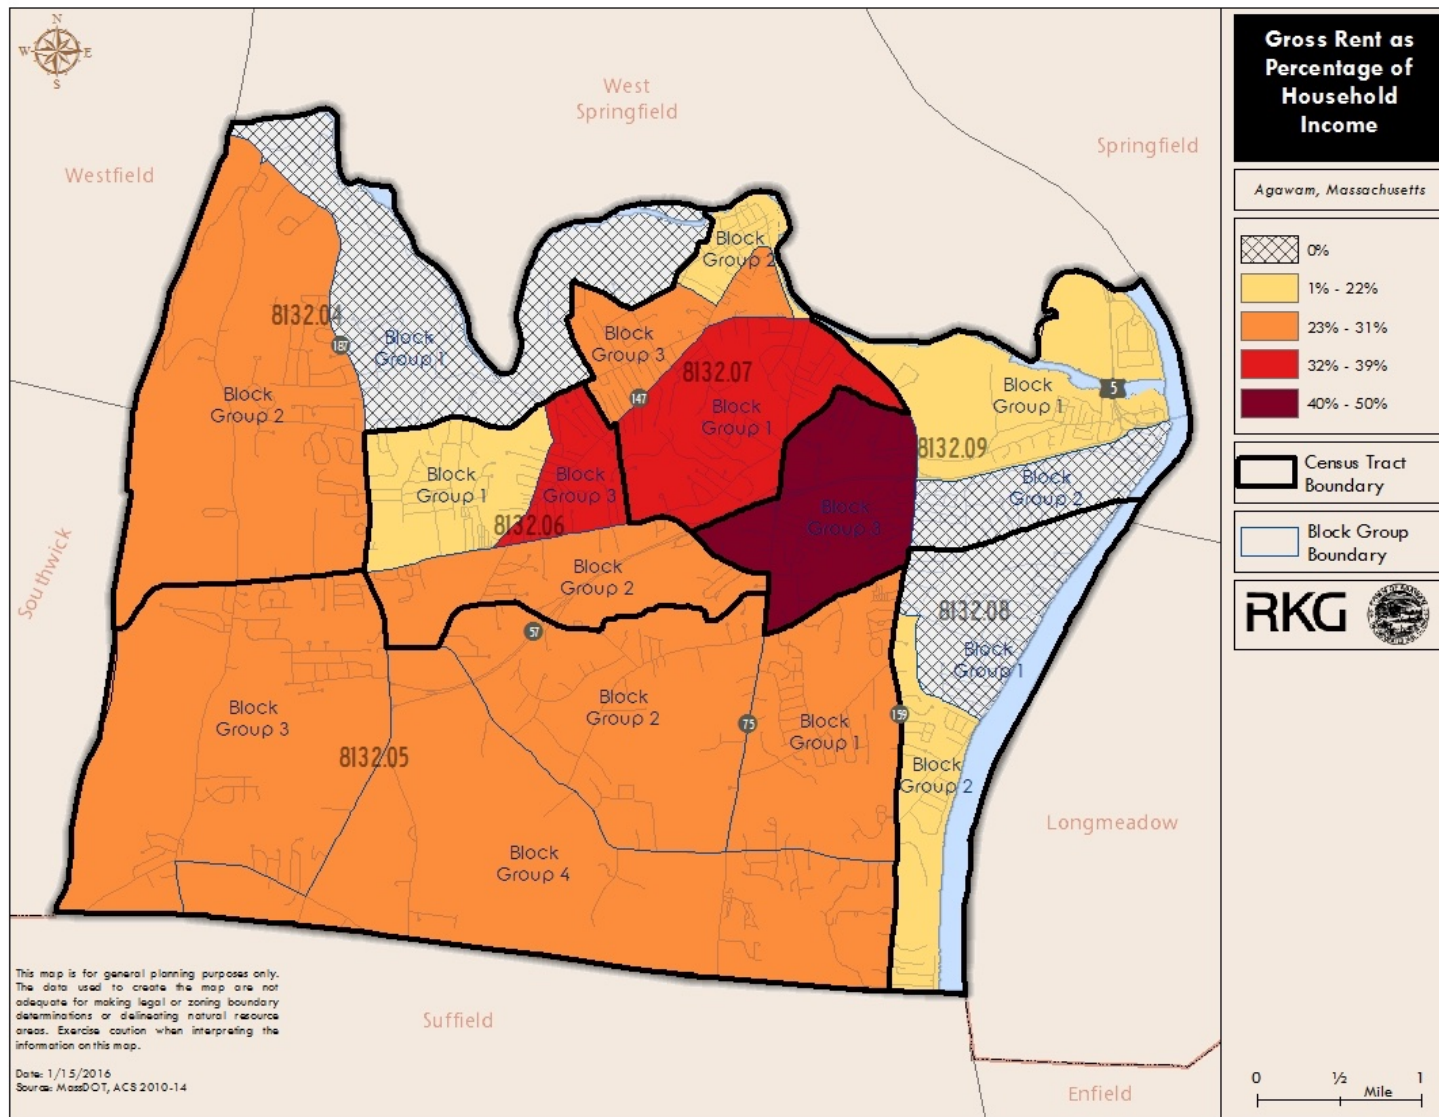 N
W
E
S
West
Springfield
Springfield
Westfield
Southwick
Longmeadow
Suffield
Enfield
Block
Group 2
8132.04
187
Block
Group 1
Block
Group 2
Block
Group 3
147
8132.07
Block
Group 1
Block
Group 1
5
8132.09
Block
Group 2
Block
Group 1
Block
Group 3
8132.06
Block
Group 3
Block
Group 2
57
8132.08
Block
Group 1
Block
Group 3
Block
Group 2
75
Block
Group 1
159
8132.05
Block
Group 2
Block
Group 4
This map is for general planning purposes only.
The data used to create the map are not
adequate for making legal or zoning boundary
determinations or delineating natural resource
areas. Exercise caution when interpreting the
information on this map.
Date: 1/15/2016
Source: MassDOT, ACS 2010-14
Gross Rent as
Percentage of
Household
Income
Agawam, Massachusetts
0%
1% - 22%
23% - 31%
32% - 39%
40% - 50%
Census Tract
Boundary
Block Group
Boundary
RKG
0 ½ 1
Mile